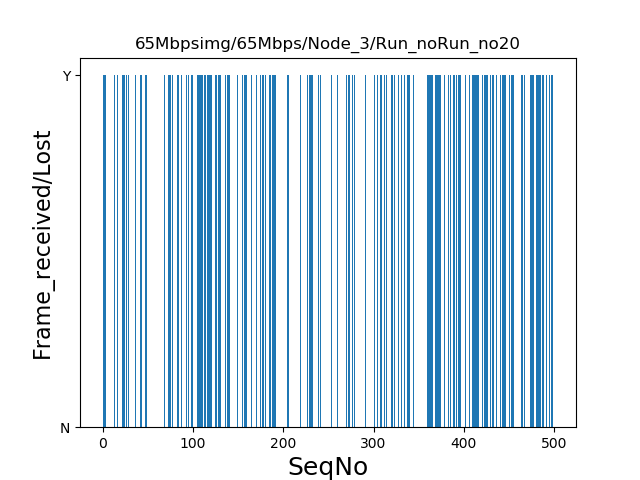 65Mbpsimg/65Mbps/Node_3/Run_noRun_no20
Y
Frame_received/Lost
N
0 100 200 300 400 500
SeqNo